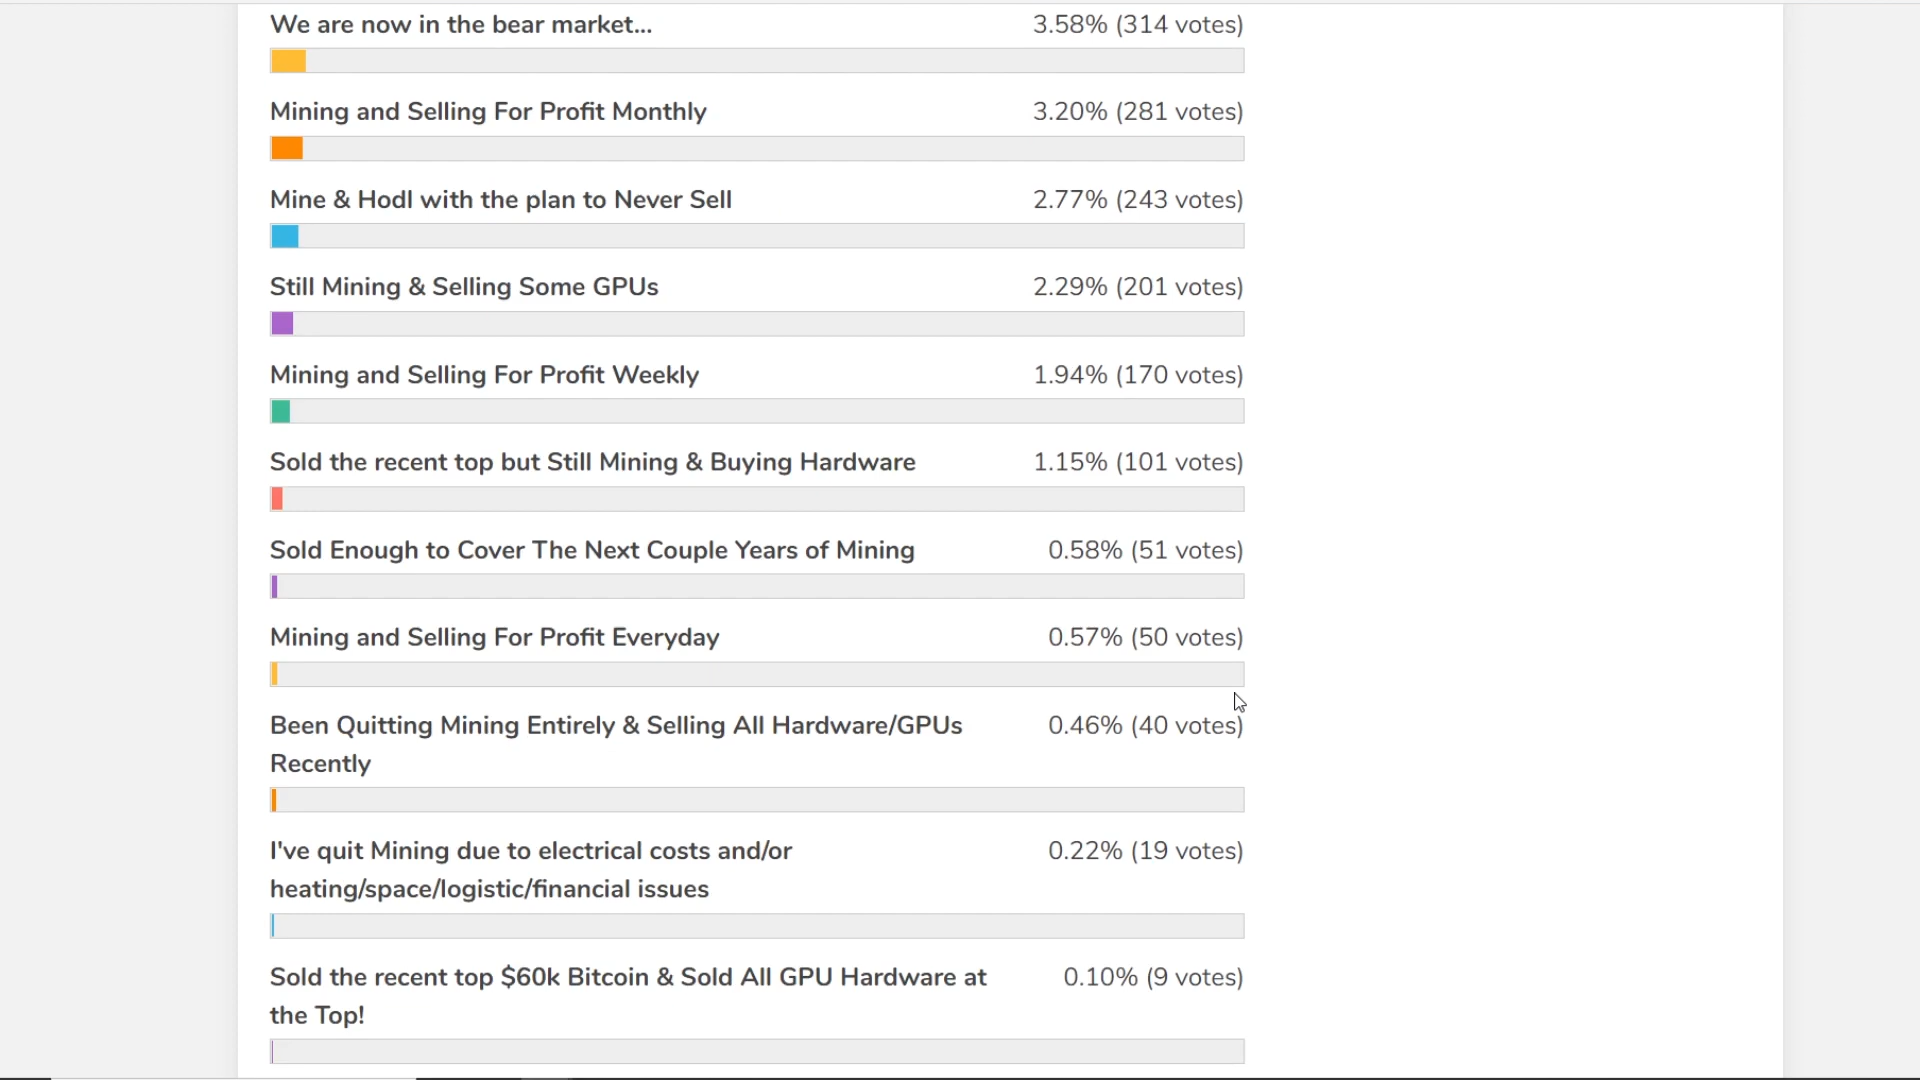 We are now in the bear market... 3.58% (314 votes)
Mining and Selling For Profit Monthly 3.20% (281 votes)
Mine & Hodl with the plan to Never Sell 2.77% (243 votes)
Still Mining & Selling Some GPUs 2.29% (201 votes)
Mining and Selling For Profit Weekly 1.94% (170 votes)
Sold the recent top but Still Mining & Buying Hardware 1.15% (101 votes)
Sold Enough to Cover The Next Couple Years of Mining 0.58% (51 votes)
Mining and Selling For Profit Everyday 0.57% (50 votes)
Been Quitting Mining Entirely & Selling All Hardware/GPUs 0.46% (40 votes)
Recently
I've quit Mining due to electrical costs and/or 0.22% (19 votes)
heating/space/logistic/financial issues
Sold the recent top $60k Bitcoin & Sold All GPU Hardware at 0.10% (9 votes)
the Top!